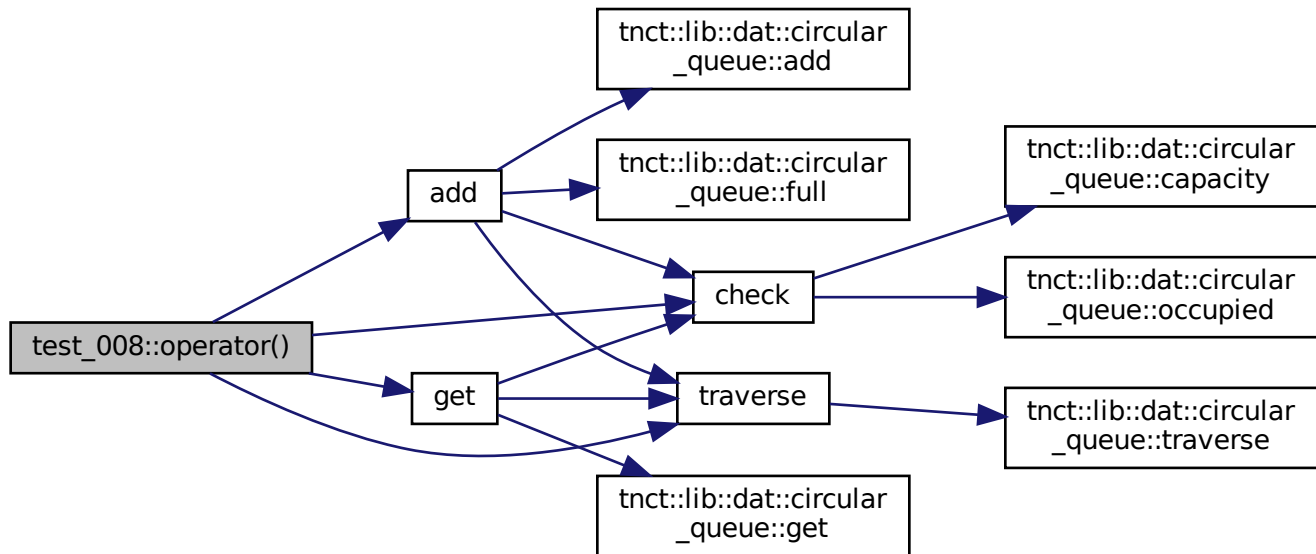 tnct::lib::dat::circular
_queue::add
tnct::lib::dat::circular
_queue::full
tnct::lib::dat::circular
_queue::capacity
add
check
tnct::lib::dat::circular
_queue::occupied
test_008::operator()
get
traverse
tnct::lib::dat::circular
_queue::traverse
tnct::lib::dat::circular
_queue::get